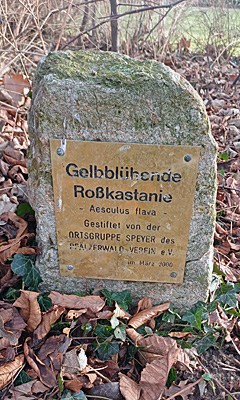 Gelbblühende
Roßkastanie
- Aesculus flava -
Gestiftet von der
ORTSGRUPPE SPEYER des
PFÄLZERWALD-VEREIN e.V.
im März